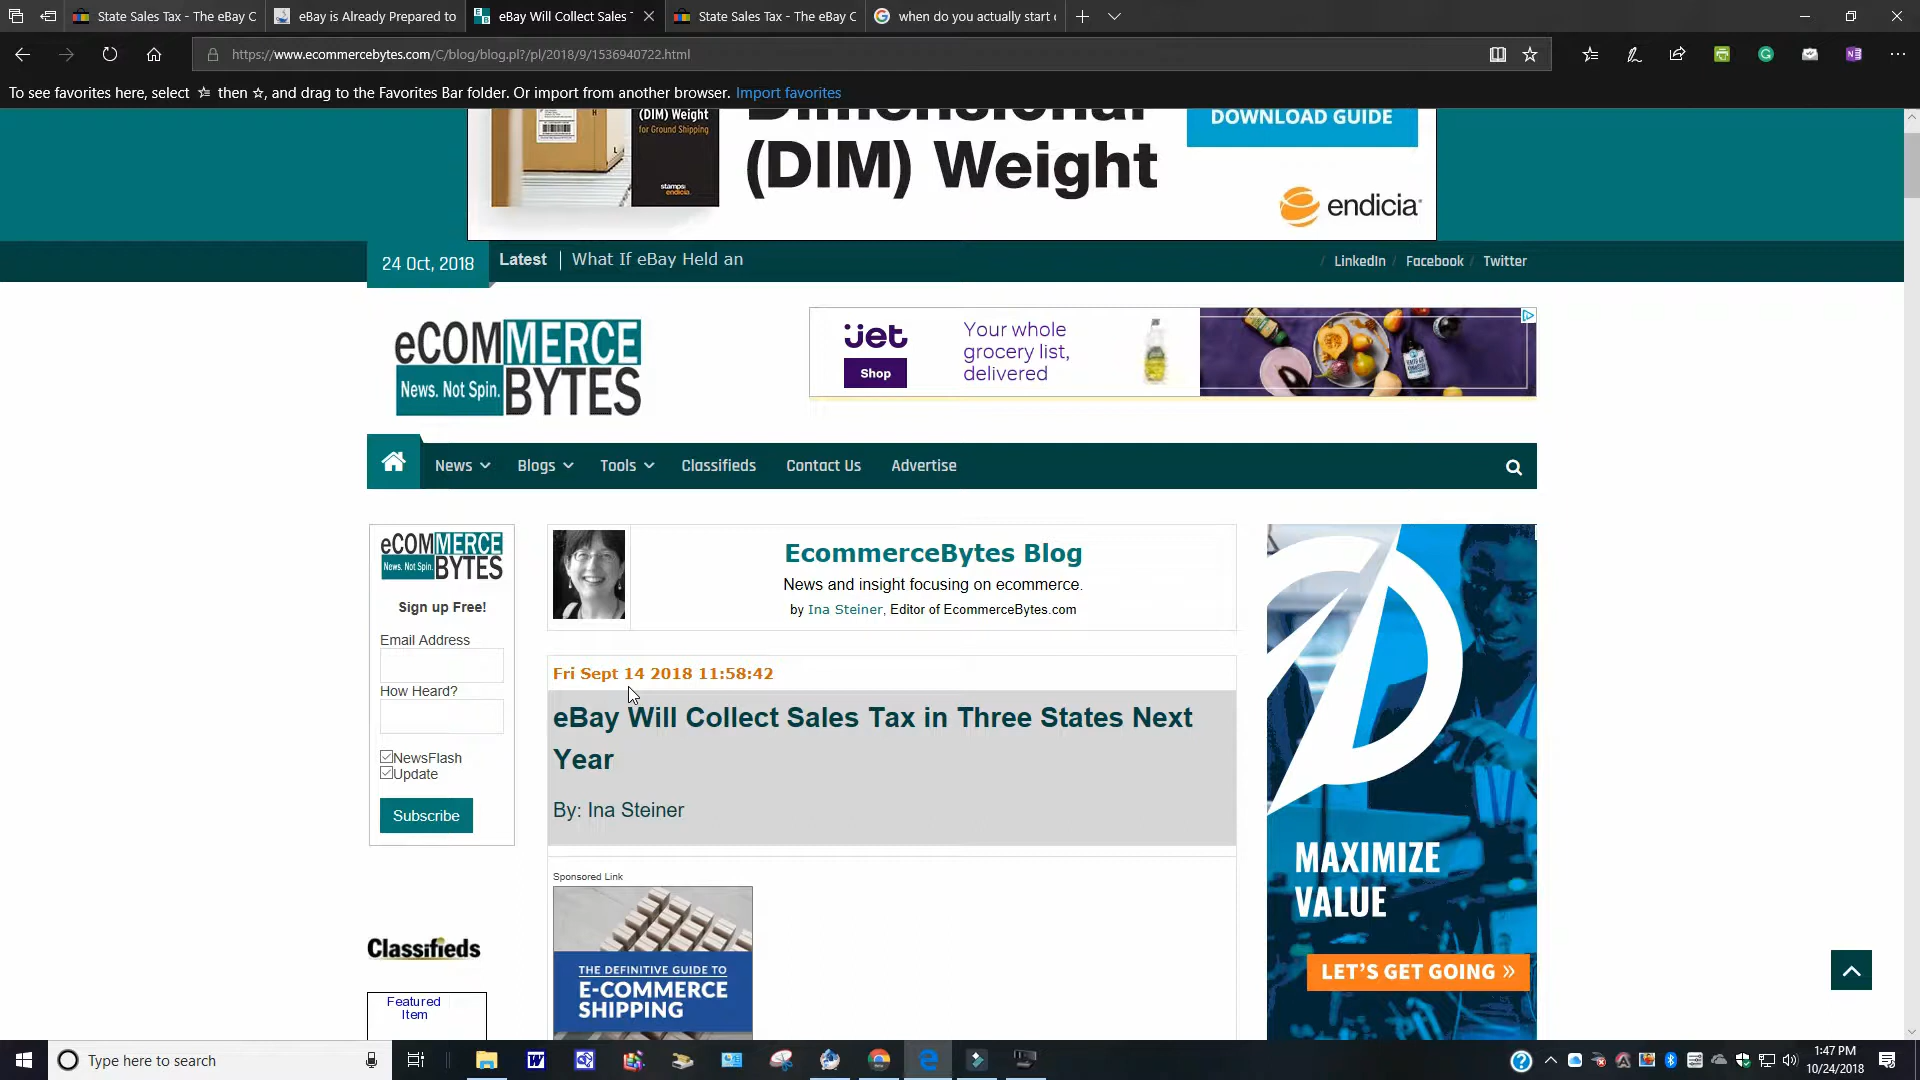 State Sales Tax - The eBay C
eBay is Already Prepared to
eBay Will Collect Sales
State Sales Tax - The eBay C
when do you actually start
https://www.ecommercebytes.com/C/blog/blog.pl?/pl/2018/9/1536940722.html
To see favorites here, select then ☆, and drag to the Favorites Bar folder. Or import from another browser. Import favorites
(DIM) Weight
for Ground Shipping
stamps
endicia
Dimensional
(DIM) Weight
DOWNLOAD GUIDE
endicia
24 Oct, 2018
Latest
What If eBay Held an
LinkedIn / Facebook / Twitter
eCOMMERCE
News. Not Spin. BYTES
jet
Shop
Your whole
grocery list,
delivered
News Blogs Tools Classifieds Contact Us Advertise
eCOMMERCE
News. Not Spin. BYTES
Sign up Free!
Email Address
How Heard?
NewsFlash
Update
Subscribe
EcommerceBytes Blog
News and insight focusing on ecommerce.
by Ina Steiner, Editor of EcommerceBytes.com
Fri Sept 14 2018 11:58:42
eBay Will Collect Sales Tax in Three States Next
Year
By: Ina Steiner
Sponsored Link
THE DEFINITIVE GUIDE TO
E-COMMERCE
SHIPPING
Classifieds
Featured
Item
MAXIMIZE
VALUE
LET'S GET GOING »
Type here to search
1:47 PM
10/24/2018